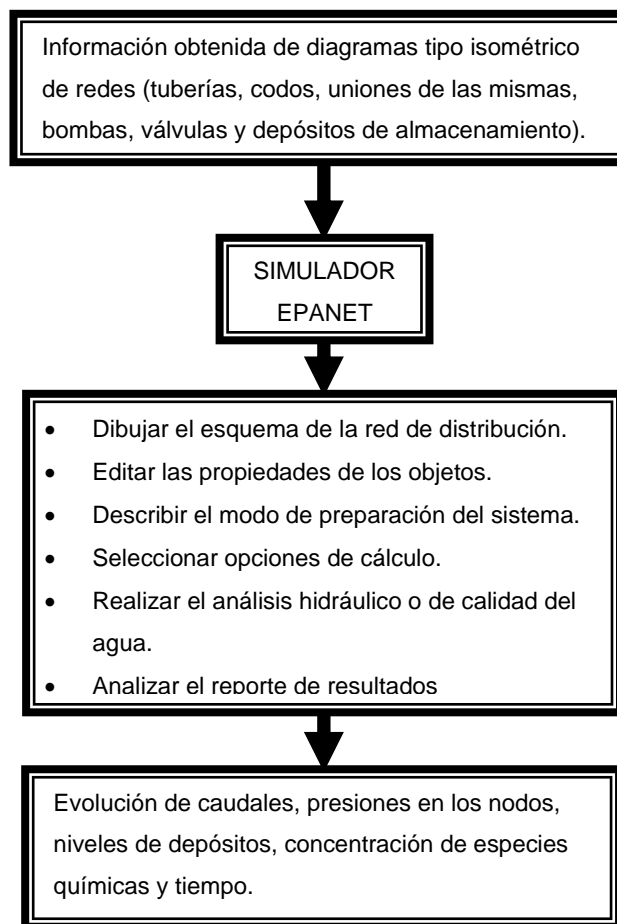 Información obtenida de diagramas tipo isométrico
de redes (tuberías, codos, uniones de las mismas,
bombas, válvulas y depósitos de almacenamiento).
SIMULADOR
EPANET
• Dibujar el esquema de la red de distribución.
• Editar las propiedades de los objetos.
• Describir el modo de preparación del sistema.
• Seleccionar opciones de cálculo.
• Realizar el análisis hidráulico o de calidad del
agua.
• Analizar el reporte de resultados
Evolución de caudales, presiones en los nodos,
niveles de depósitos, concentración de especies
químicas y tiempo.